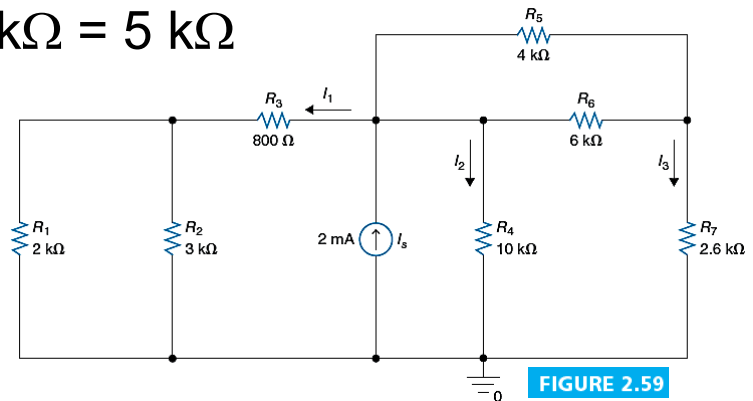 kΩ = 5 kΩ
R5
4 kΩ
R3
I1
R6
800 Ω
6 kΩ
I2
I3
R1
2 kΩ
R2
3 kΩ
2 mA
Is
R4
10 kΩ
R7
2.6 kΩ
0
FIGURE 2.59